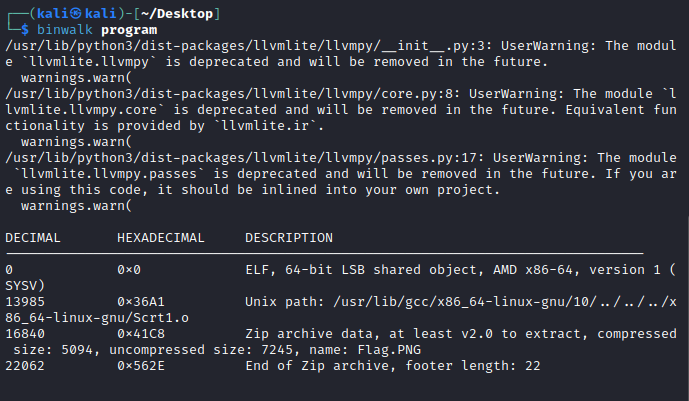 ┌──(kali㉿kali)-[~/Desktop]
└─$ binwalk program
/usr/lib/python3/dist-packages/llvmlite/llvmpy/__init__.py:3: UserWarning: The modul
e `llvmlite.llvmpy` is deprecated and will be removed in the future.
  warnings.warn(
/usr/lib/python3/dist-packages/llvmlite/llvmpy/core.py:8: UserWarning: The module `l
lvmlite.llvmpy.core` is deprecated and will be removed in the future. Equivalent fun
ctionality is provided by `llvmlite.ir`.
  warnings.warn(
/usr/lib/python3/dist-packages/llvmlite/llvmpy/passes.py:17: UserWarning: The module
 `llvmlite.llvmpy.passes` is deprecated and will be removed in the future. If you ar
e using this code, it should be inlined into your own project.
  warnings.warn(
DECIMAL       HEXADECIMAL     DESCRIPTION
--------------------------------------------------------------------------------
0             0×0             ELF, 64-bit LSB shared object, AMD x86-64, version 1 (
SYSV)
13985         0×36A1          Unix path: /usr/lib/gcc/x86_64-linux-gnu/10/../../../x
86_64-linux-gnu/Scrt1.o
16840         0×41C8          Zip archive data, at least v2.0 to extract, compressed
 size: 5094, uncompressed size: 7245, name: Flag.PNG
22062         0×562E          End of Zip archive, footer length: 22